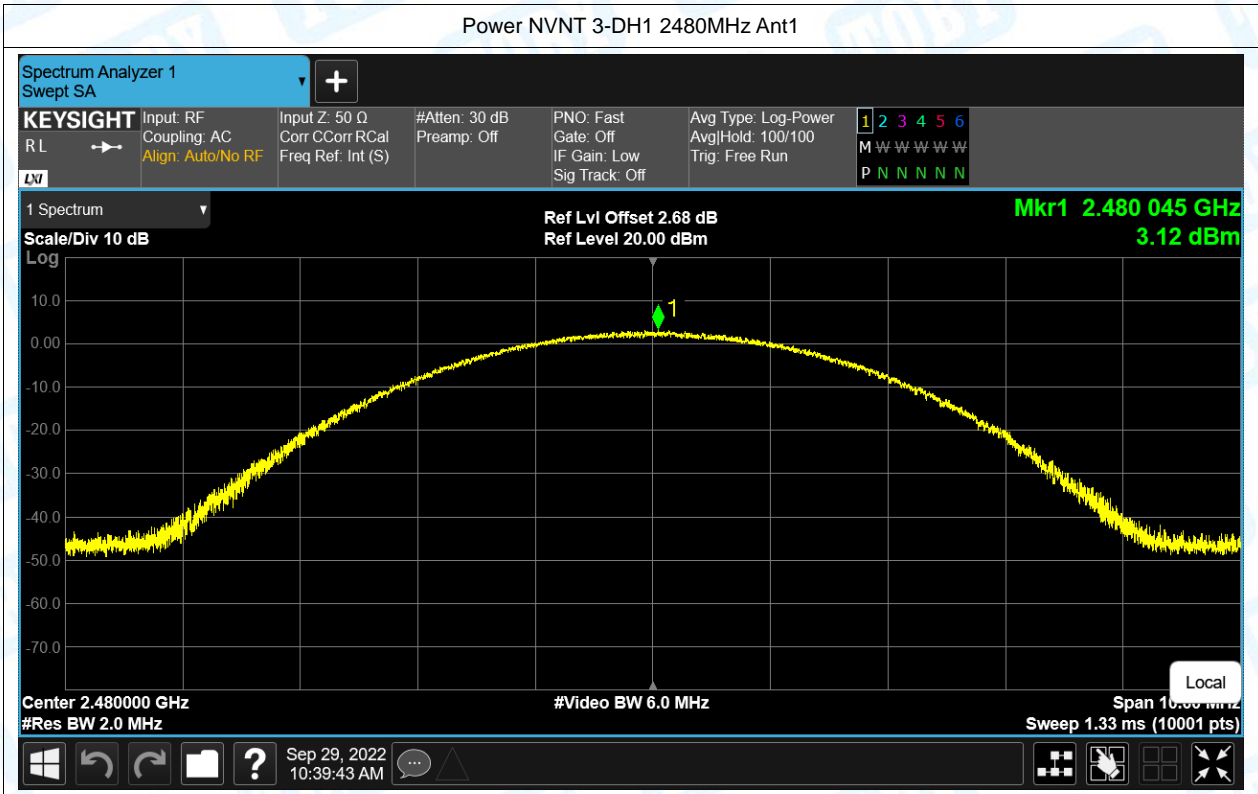 Power NVNT 3-DH1 2480MHz Ant1
Spectrum Analyzer 1
Swept SA
KEYSIGHT
R L
LXI
Input: RF
Coupling: AC
Align: Auto/No RF
Input Z: 50 Ω
Corr CCorr RCal
Freq Ref: Int (S)
#Atten: 30 dB
Preamp: Off
PNO: Fast
Gate: Off
IF Gain: Low
Sig Track: Off
Avg Type: Log-Power
Avg|Hold: 100/100
Trig: Free Run
1 2 3 4 5 6
M W W W W W
P N N N N N
1 Spectrum
Scale/Div 10 dB
Ref Lvl Offset 2.68 dB
Ref Level 20.00 dBm
Mkr1 2.480 045 GHz
3.12 dBm
Log
1
10.0
0.00
-10.0
-20.0
-30.0
-40.0
-50.0
-60.0
-70.0
Local
Center 2.480000 GHz
#Video BW 6.0 MHz
Span 10.00 MHz
#Res BW 2.0 MHz
Sweep 1.33 ms (10001 pts)
?
Sep 29, 2022
10:39:43 AM